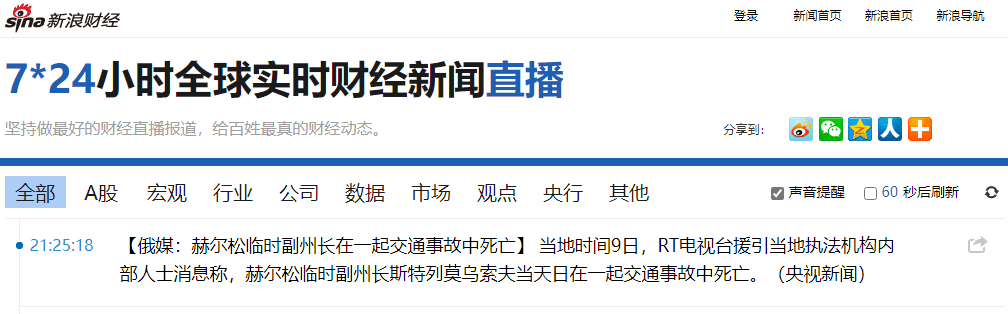 sina 新浪财经
登录 新闻首页 新浪首页 新浪导航
7*24小时全球实时财经新闻直播
坚持做最好的财经直播报道，给百姓最真的财经动态。
分享到：
全部 A股 宏观 行业 公司 数据 市场 观点 央行 其他 声音提醒 60 秒后刷新
21:25:18 【俄媒：赫尔松临时副州长在一起交通事故中死亡】 当地时间9日，RT电视台援引当地执法机构内
部人士消息称，赫尔松临时副州长斯特列莫乌索夫当天日在一起交通事故中死亡。（央视新闻）